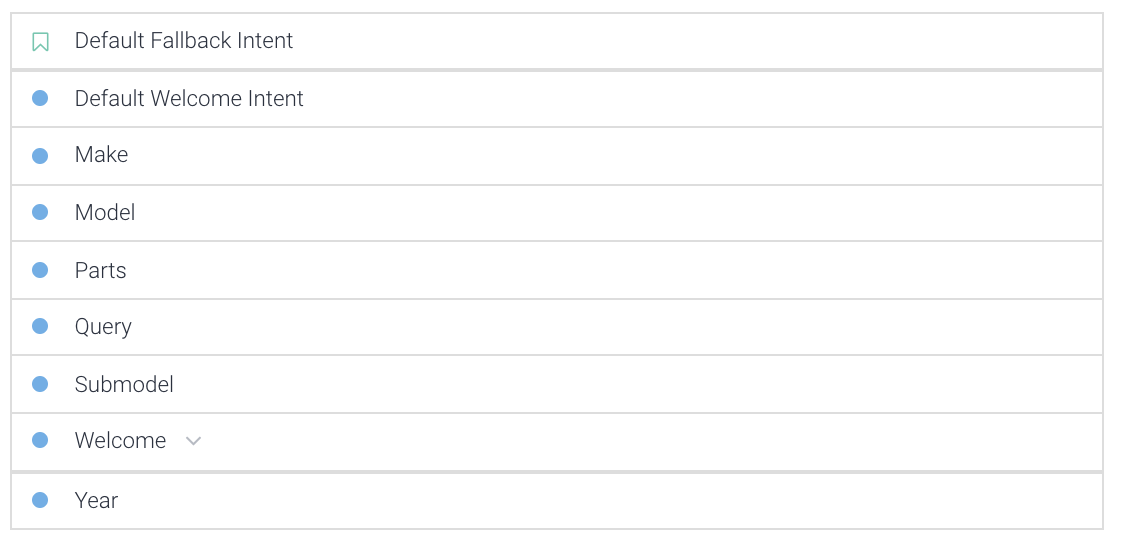 Default Fallback Intent
Default Welcome Intent
Make
Model
Parts
Query
Submodel
Welcome
Year